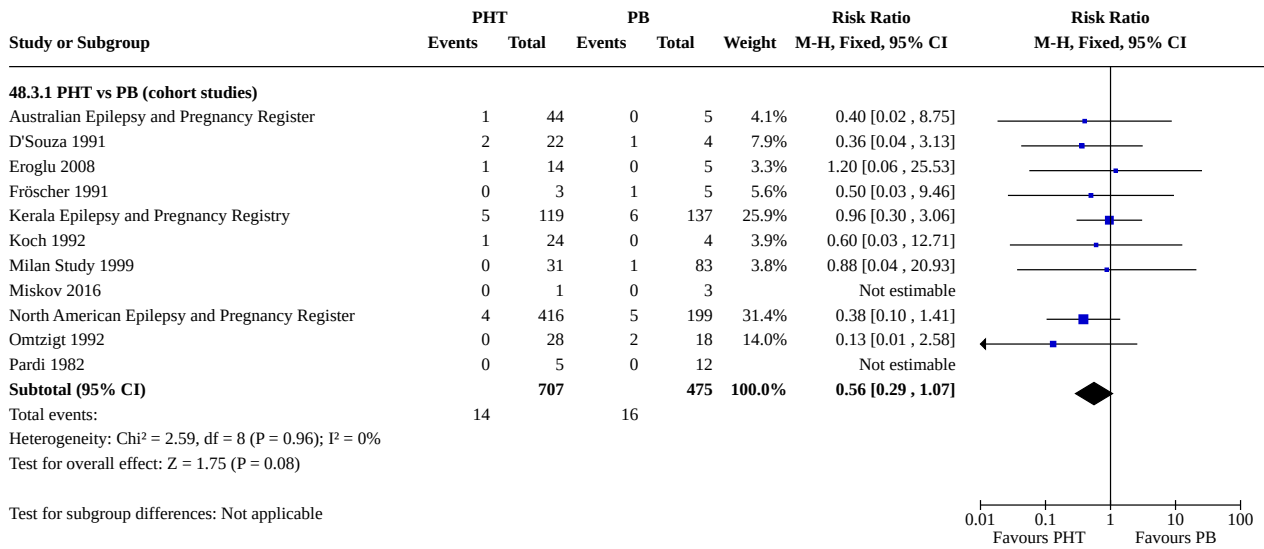 PHT PB Risk Ratio Risk Ratio
Study or Subgroup Events Total Events Total Weight M-H, Fixed, 95% CI M-H, Fixed, 95% CI
48.3.1 PHT vs PB (cohort studies)
Australian Epilepsy and Pregnancy Register 1 44 0 5 4.1% 0.40 [0.02 , 8.75]
D'Souza 1991 2 22 1 4 7.9% 0.36 [0.04 , 3.13]
Eroglu 2008 1 14 0 5 3.3% 1.20 [0.06 , 25.53]
Fröscher 1991 0 3 1 5 5.6% 0.50 [0.03 , 9.46]
Kerala Epilepsy and Pregnancy Registry 5 119 6 137 25.9% 0.96 [0.30 , 3.06]
Koch 1992 1 24 0 4 3.9% 0.60 [0.03 , 12.71]
Milan Study 1999 0 31 1 83 3.8% 0.88 [0.04 , 20.93]
Miskov 2016 0 1 0 3 Not estimable
North American Epilepsy and Pregnancy Register 4 416 5 199 31.4% 0.38 [0.10 , 1.41]
Omtzigt 1992 0 28 2 18 14.0% 0.13 [0.01 , 2.58]
Pardi 1982 0 5 0 12 Not estimable
Subtotal (95% CI) 707 475 100.0% 0.56 [0.29 , 1.07]
Total events: 14 16
Heterogeneity: Chi² = 2.59, df = 8 (P = 0.96); I² = 0%
Test for overall effect: Z = 1.75 (P = 0.08)
Test for subgroup differences: Not applicable
0.01 0.1 1 10 100
Favours PHT Favours PB